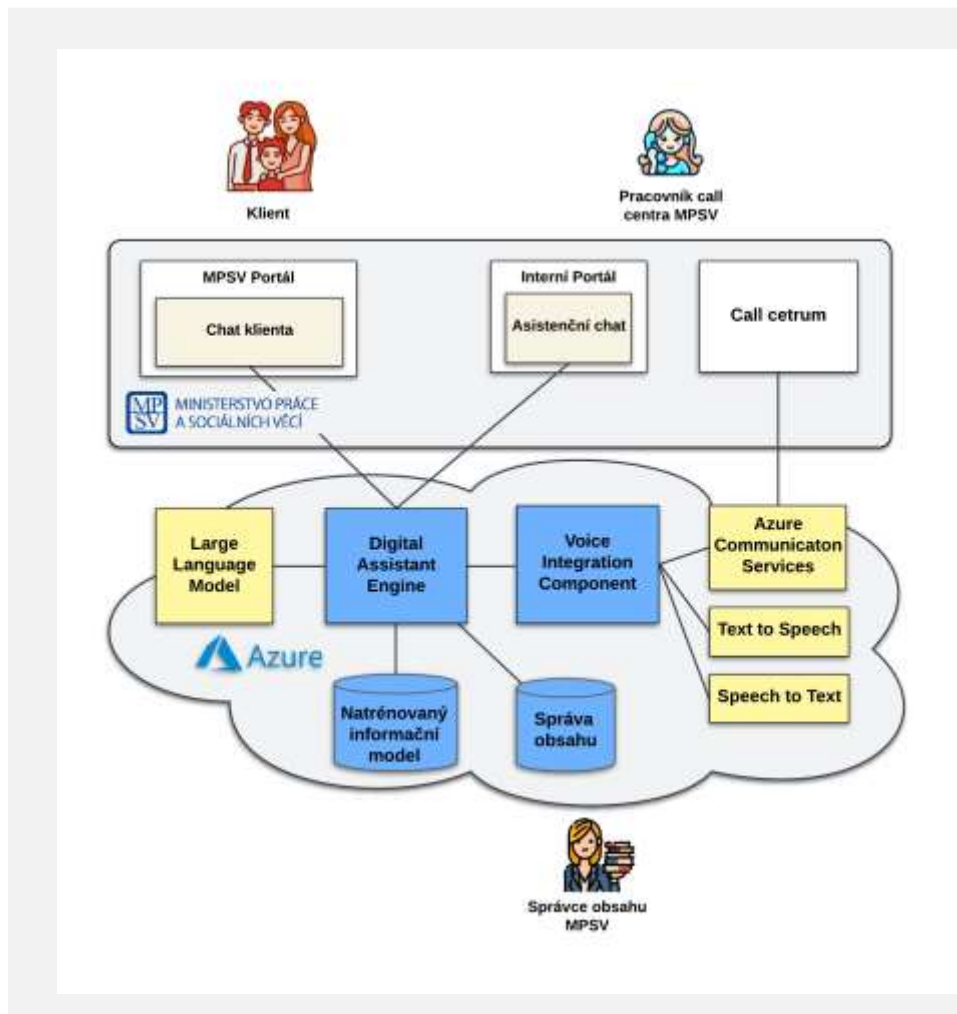 Klient
Pracovník call
centra MPSV
MPSV Portál
Chat klienta
Interní Portál
Asistenční chat
Call cetrum
MP
SV
MINISTERSTVO PRÁCE
A SOCIÁLNÍCH VĚCÍ
Large
Language
Model
Digital
Assistant
Engine
Voice
Integration
Component
Azure
Communicaton
Services
Text to Speech
Speech to Text
Azure
Natrénovaný
informační
model
Správa
obsahu
Správce obsahu
MPSV